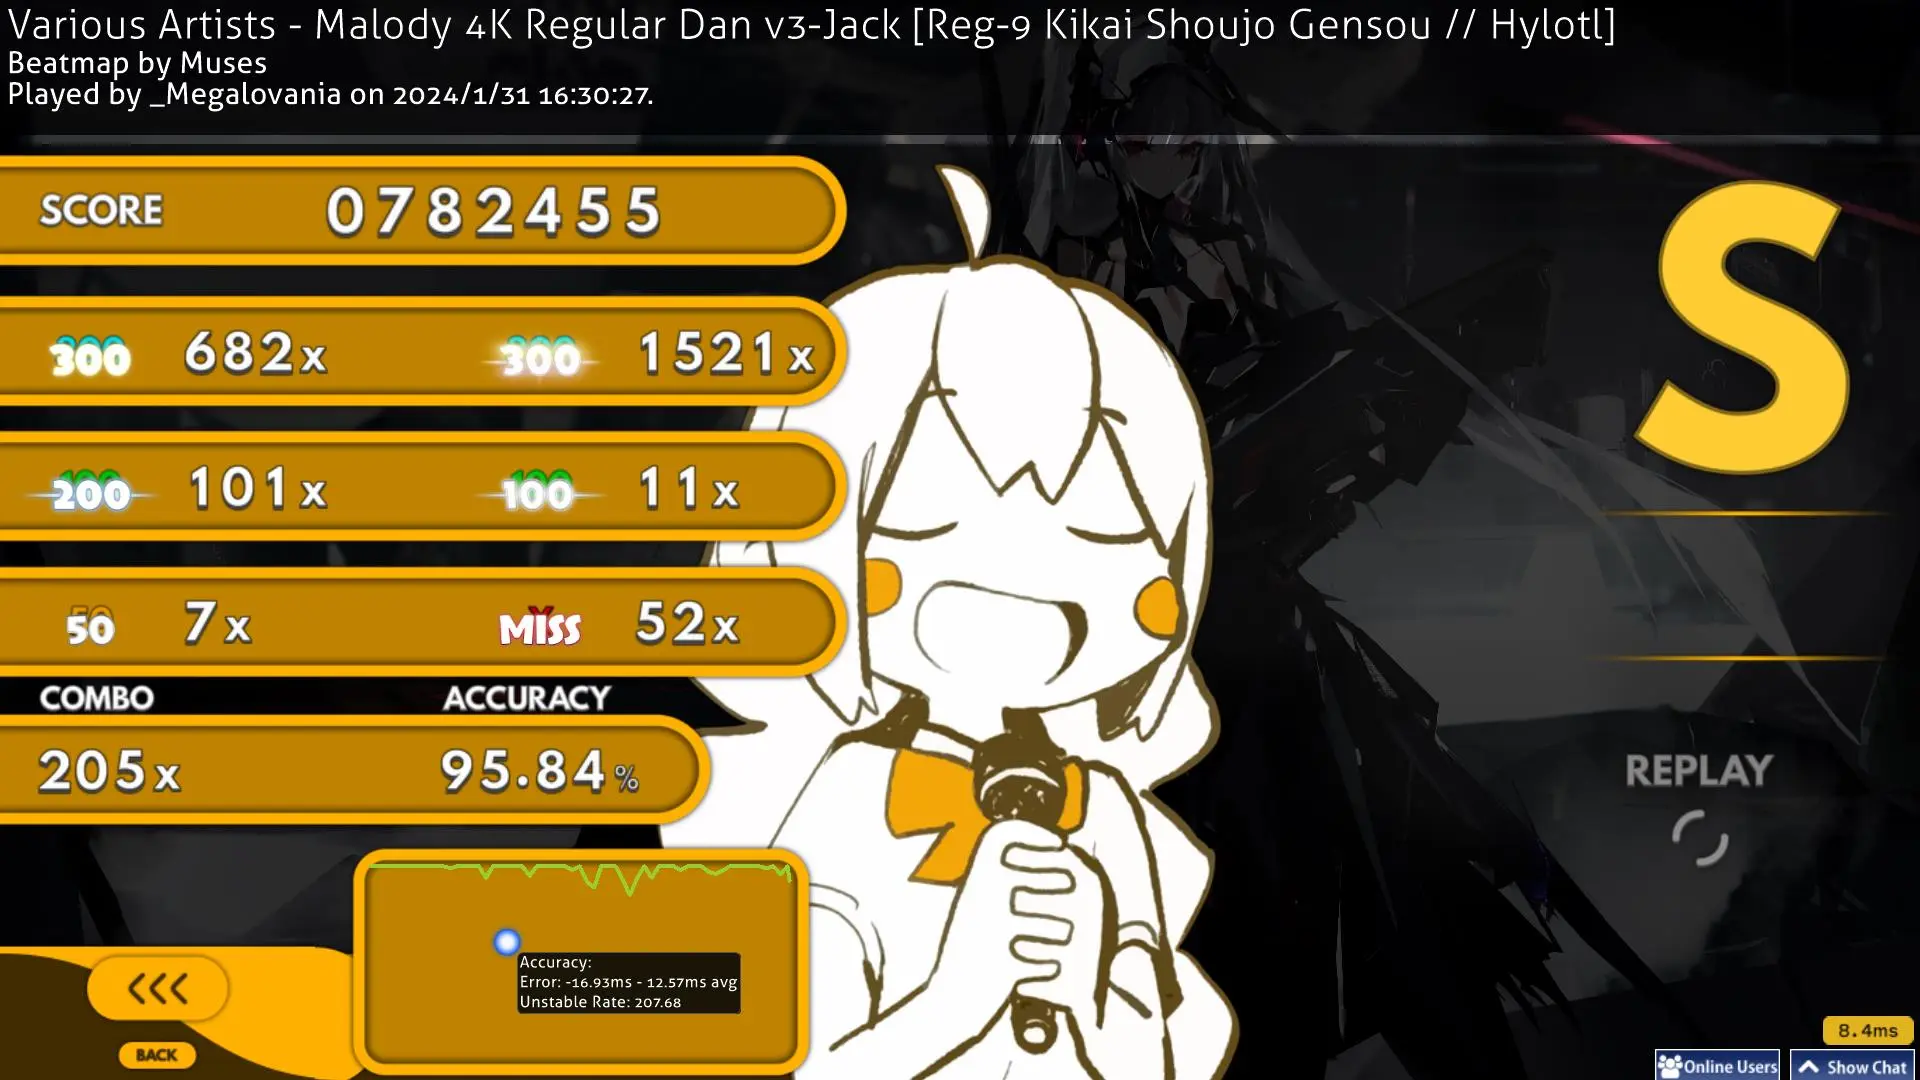 Various Artists - Malody 4K Regular Dan v3-Jack [Reg-9 Kikai Shoujo Gensou // Hylotl]
Beatmap by Muses
Played by _Megalovania on 2024/1/31 16:30:27.
SCORE 0782455
300 682x 300 1521x
200 101x 100 11x
50 7x MISS 52x
COMBO ACCURACY
205x 95.84%
Accuracy:
Error: -16.93ms - 12.57ms avg
Unstable Rate: 207.68
S
REPLAY
BACK
8.4ms
Online Users Show Chat